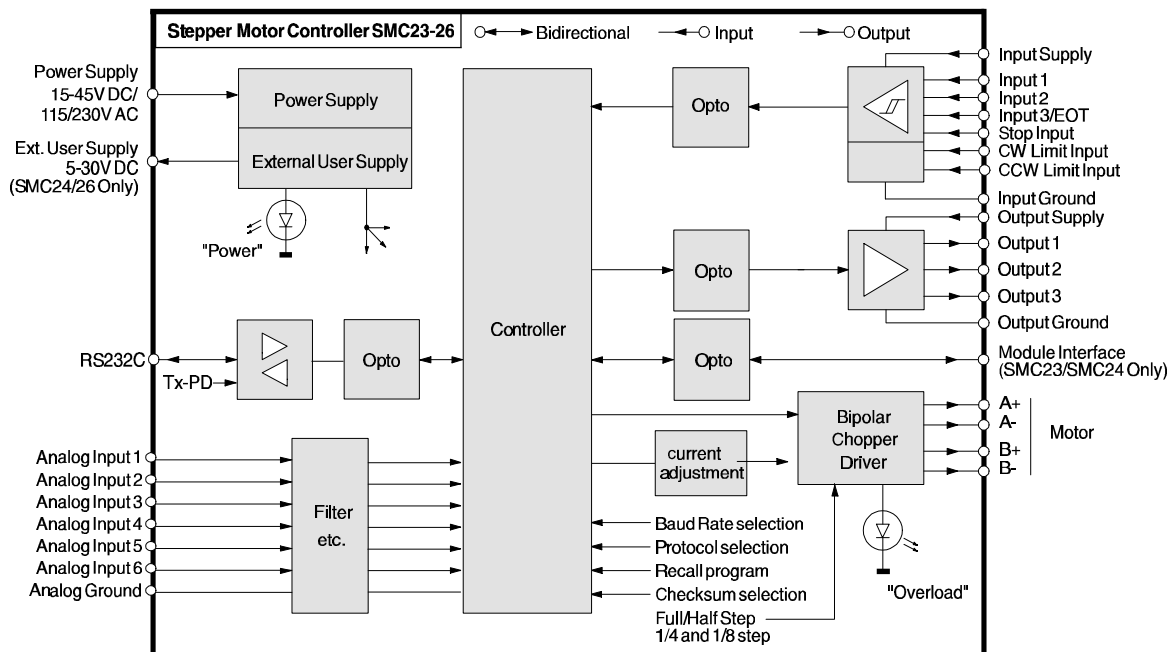 Stepper Motor Controller SMC23-26
Bidirectional
Input
Output
Power Supply
15-45V DC/
115/230V AC
Ext. User Supply
5-30V DC
(SMC24/26 Only)
Power Supply
External User Supply
"Power"
RS232C
Tx-PD
Opto
Analog Input 1
Analog Input 2
Analog Input 3
Analog Input 4
Analog Input 5
Analog Input 6
Analog Ground
Filter
etc.
Controller
Opto
Opto
Opto
Input Supply
Input 1
Input 2
Input 3/EOT
Stop Input
CW Limit Input
CCW Limit Input
Input Ground
Output Supply
Output 1
Output 2
Output 3
Output Ground
Module Interface
(SMC23/SMC24 Only)
A+
A-
B+
B-
Motor
Bipolar
Chopper
Driver
current
adjustment
Baud Rate selection
Protocol selection
Recall program
Checksum selection
Full/Half Step
1/4 and 1/8 step
"Overload"